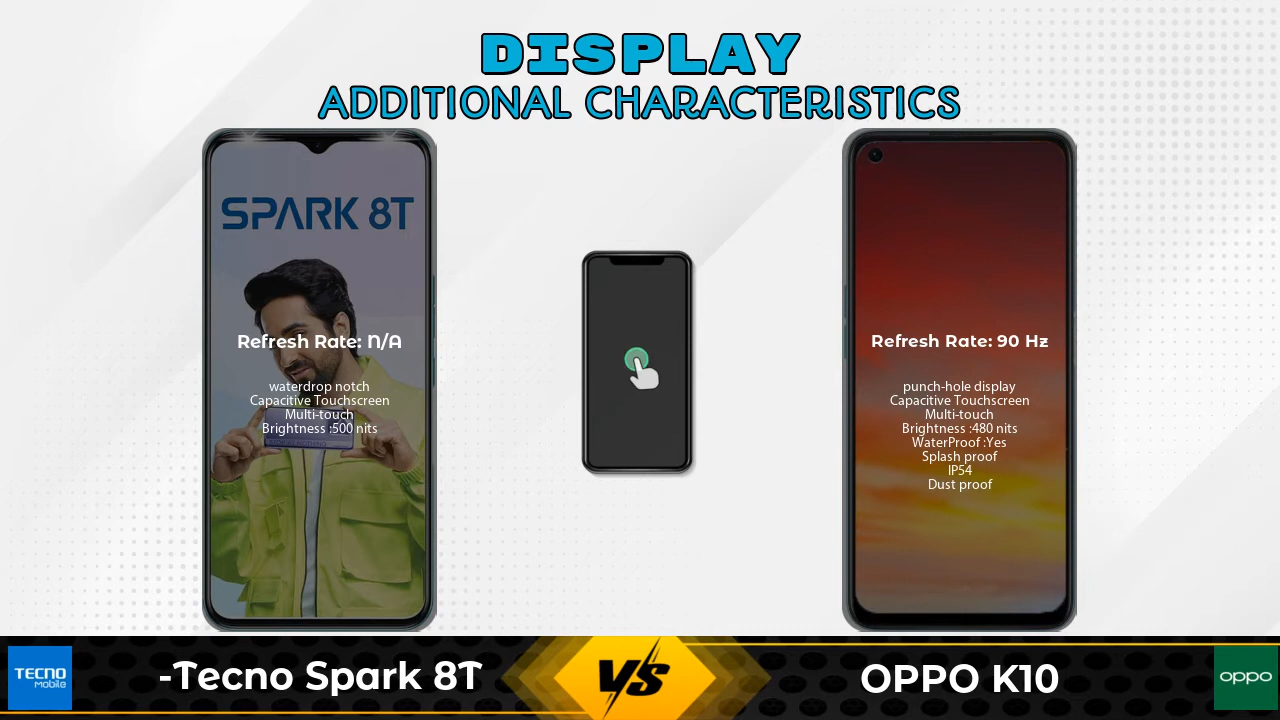 DISPLAY
ADDITIONAL CHARACTERISTICS
SPARK 8T
Refresh Rate: N/A
waterdrop notch
Capacitive Touchscreen
Multi-touch
Brightness :500 nits
Refresh Rate: 90 Hz
punch-hole display
Capacitive Touchscreen
Multi-touch
Brightness :480 nits
WaterProof :Yes
Splash proof
IP54
Dust proof
TECNO
mobile
-Tecno Spark 8T
VS
OPPO K10
oppo